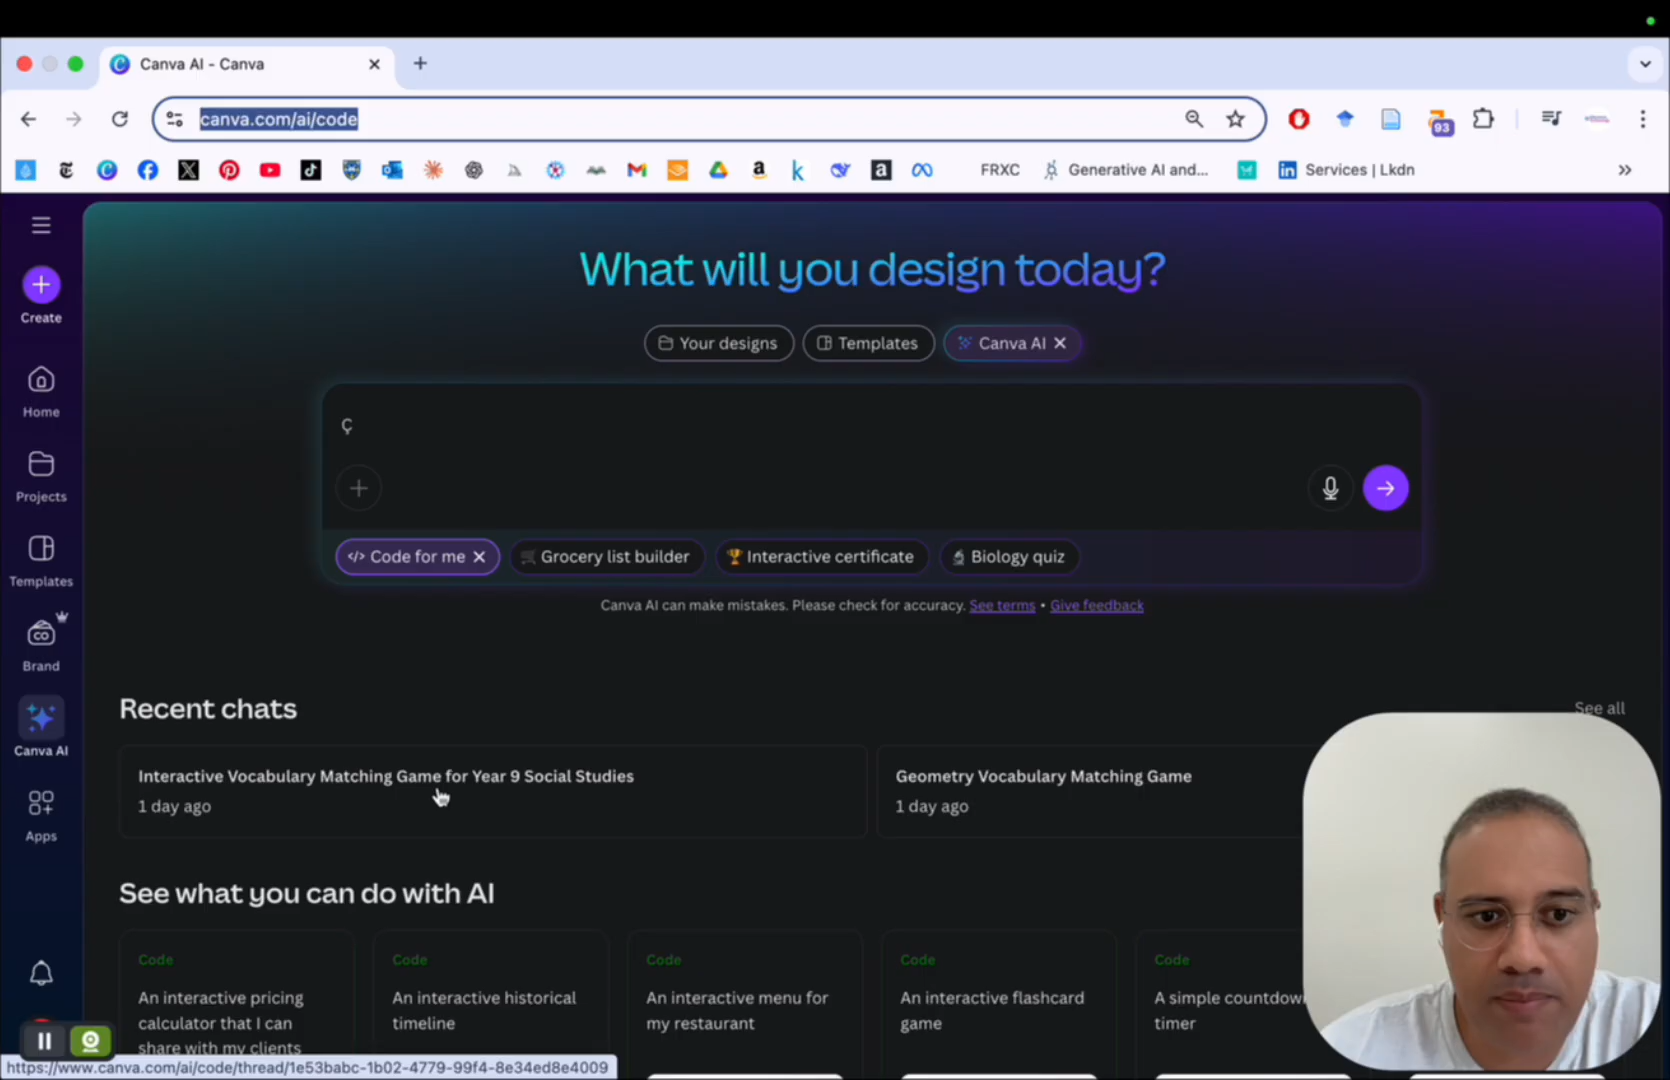 Canva AI - Canva
canva.com/ai/code
93
FRXC
Generative AI and...
Services | Lkdn
What will you design today?
Create
Your designs
Templates
Canva AI
Home
Ç
Projects
Code for me
Grocery list builder
Interactive certificate
Biology quiz
Templates
Canva AI can make mistakes. Please check for accuracy. See terms • Give feedback
Brand
Recent chats
See all
Canva AI
Interactive Vocabulary Matching Game for Year 9 Social Studies
1 day ago
Geometry Vocabulary Matching Game
1 day ago
Apps
See what you can do with AI
Code
An interactive pricing
calculator that I can
share with my clients
Code
An interactive historical
timeline
Code
An interactive menu for
my restaurant
Code
An interactive flashcard
game
Code
A simple countdown
timer
https://www.canva.com/ai/code/thread/1e53babc-1b02-4779-99f4-8e34ed8e4009